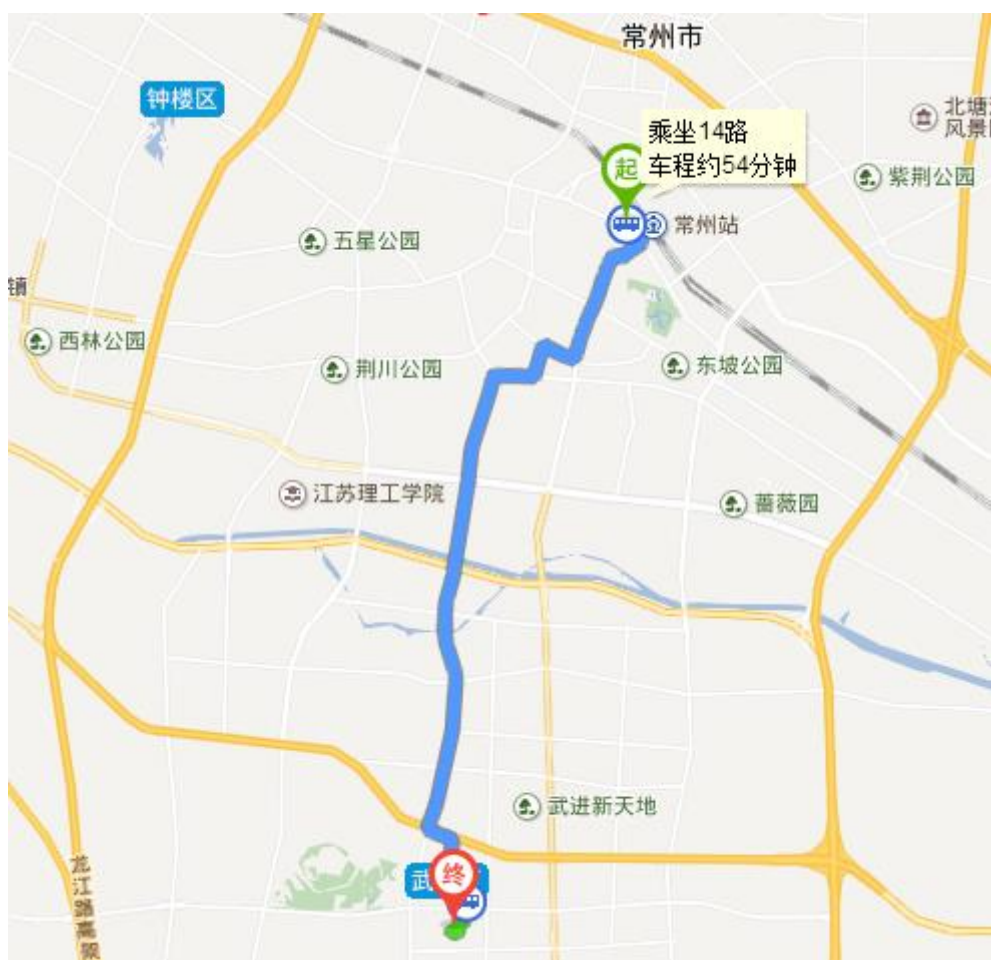 常州市
钟楼区
北塘
风景
乘坐14路
车程约54分钟
起
紫荆公园
常州站
五星公园
镇
西林公园
荆川公园
东坡公园
江苏理工学院
蔷薇园
武进新天地
龙江路高架
武
终